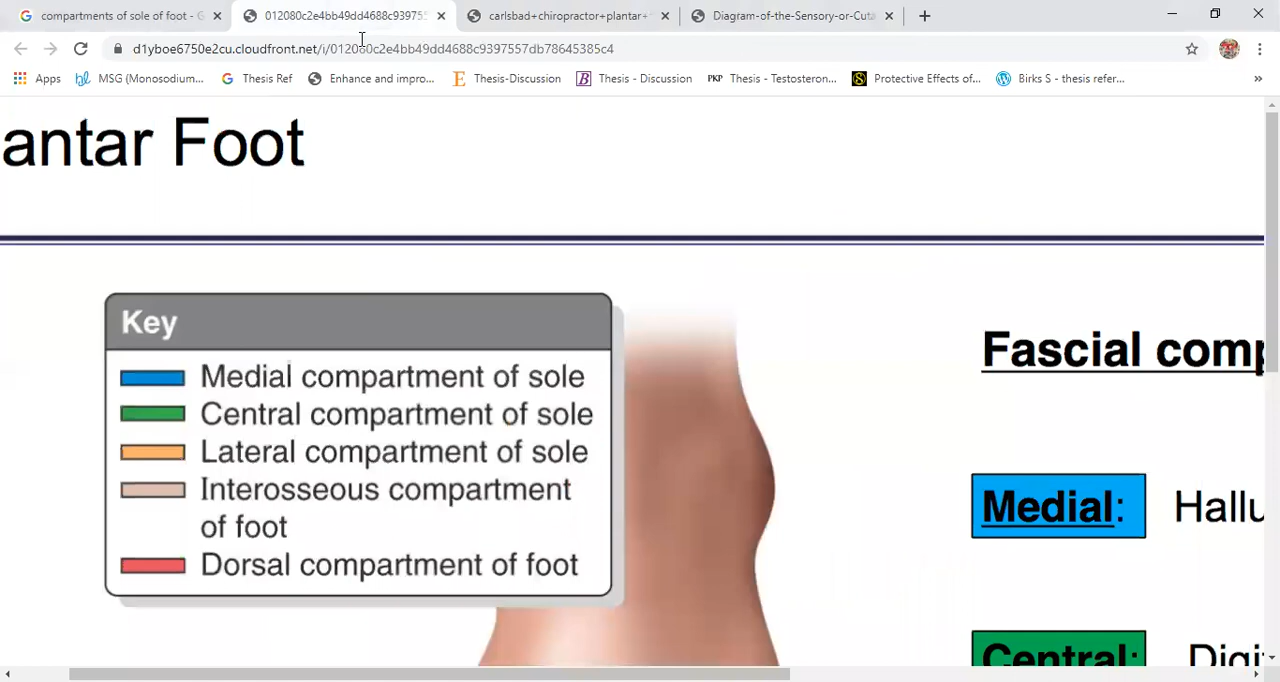 compartments of sole of foot - G
012080c2e4bb49dd4688c939755
carlsbad+chiropractor+plantar+
Diagram-of-the-Sensory-or-Cuta
d1yboe6750e2cu.cloudfront.net/i/012080c2e4bb49dd4688c9397557db78645385c4
Apps
MSG (Monosodium...
Thesis Ref
Enhance and impro...
Thesis-Discussion
Thesis - Discussion
Thesis - Testosteron...
Protective Effects of...
Birks S - thesis refer...
antar Foot
Key
Medial compartment of sole
Central compartment of sole
Lateral compartment of sole
Interosseous compartment
of foot
Dorsal compartment of foot
Fascial comp
Medial: Hallu
Central: Digi